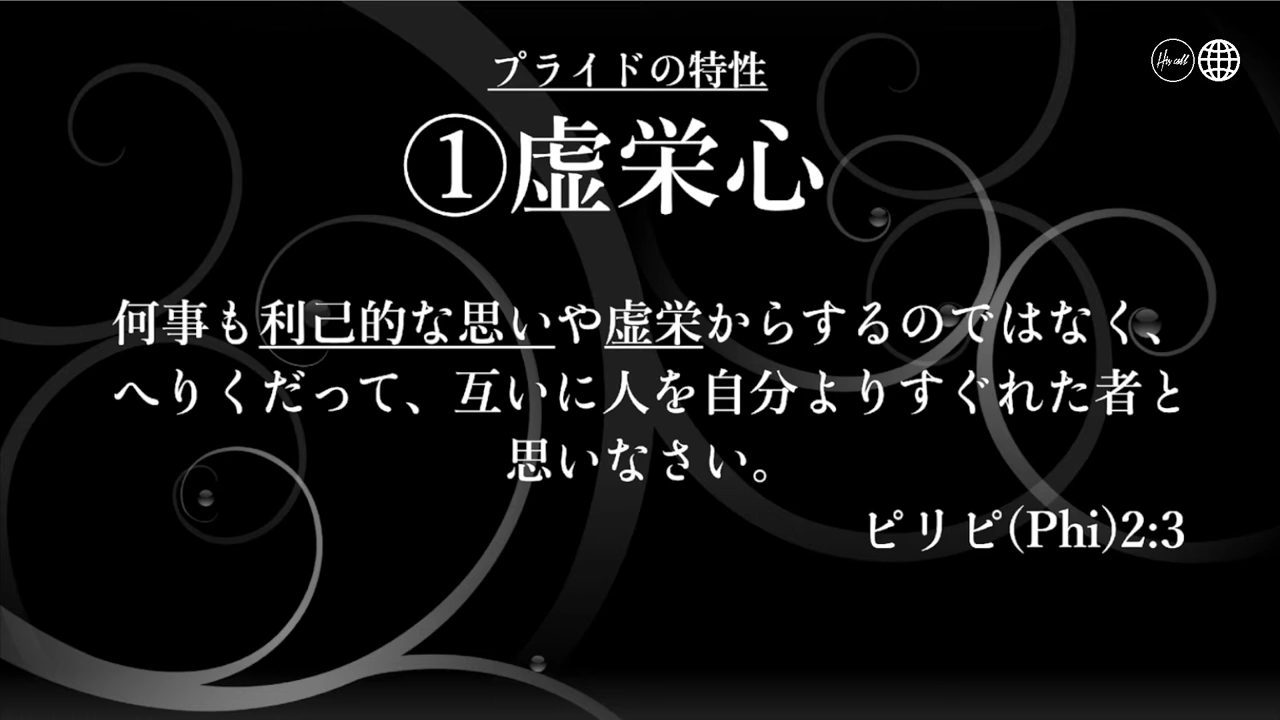 プライドの特性
①虚栄心
何事も利己的な思いや虚栄からするのではなく、
へりくだって、互いに人を自分よりすぐれた者と
思いなさい。
ピリピ(Phi)2:3